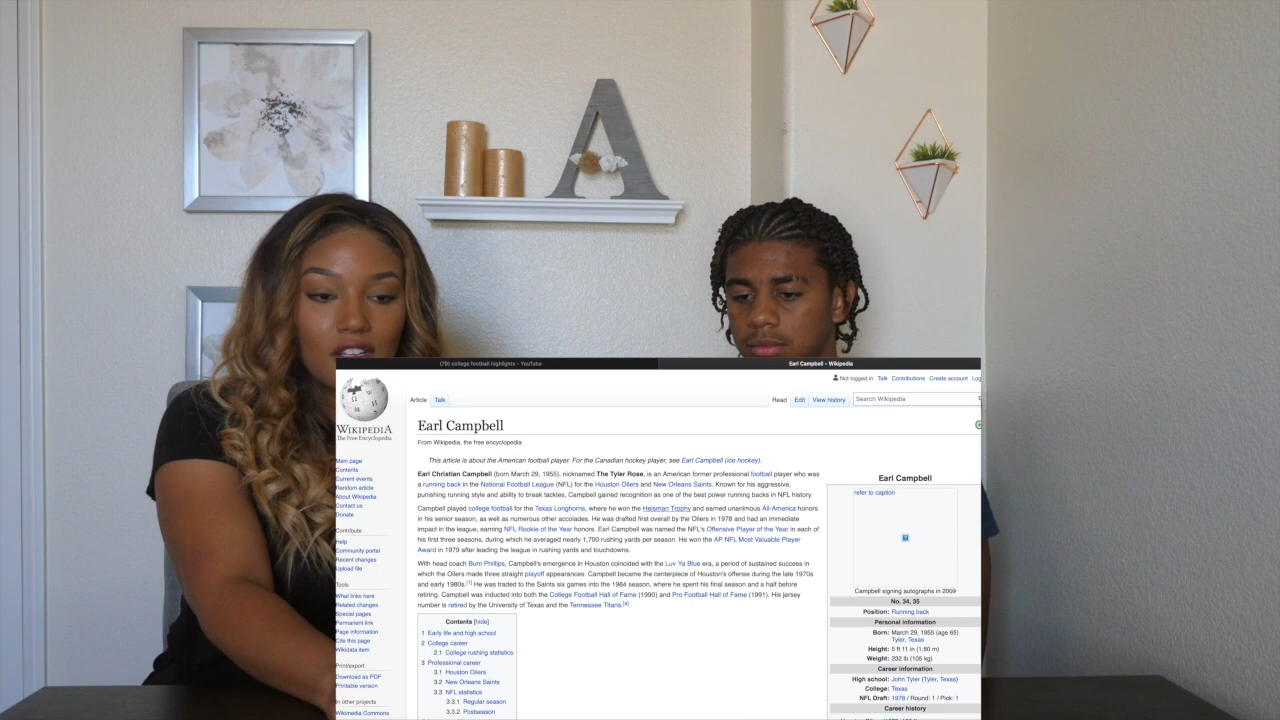 A
(79) college football highlights - YouTube
Earl Campbell - Wikipedia
Not logged in Talk Contributions Create account Log
Article Talk
Read Edit View history
Search Wikipedia
WIKIPEDIA
The Free Encyclopedia
Main page
Contents
Current events
Random article
About Wikipedia
Contact us
Donate
Contribute
Help
Community portal
Recent changes
Upload file
Tools
What links here
Related changes
Special pages
Permanent link
Page information
Cite this page
Wikidata item
Print/export
Download as PDF
Printable version
In other projects
Wikimedia Commons
Earl Campbell
From Wikipedia, the free encyclopedia
This article is about the American football player. For the Canadian hockey player, see Earl Campbell (ice hockey).
Earl Christian Campbell (born March 29, 1955), nicknamed The Tyler Rose, is an American former professional football player who was
a running back in the National Football League (NFL) for the Houston Oilers and New Orleans Saints. Known for his aggressive,
punishing running style and ability to break tackles, Campbell gained recognition as one of the best power running backs in NFL history.
Campbell played college football for the Texas Longhorns, where he won the Heisman Trophy and earned unanimous All-America honors
in his senior season, as well as numerous other accolades. He was drafted first overall by the Oilers in 1978 and had an immediate
impact in the league, earning NFL Rookie of the Year honors. Earl Campbell was named the NFL's Offensive Player of the Year in each of
his first three seasons, during which he averaged nearly 1,700 rushing yards per season. He won the AP NFL Most Valuable Player
Award in 1979 after leading the league in rushing yards and touchdowns.
With head coach Bum Phillips, Campbell's emergence in Houston coincided with the Luv Ya Blue era, a period of sustained success in
which the Oilers made three straight playoff appearances. Campbell became the centerpiece of Houston's offense during the late 1970s
and early 1980s.[1] He was traded to the Saints six games into the 1984 season, where he spent his final season and a half before
retiring. Campbell was inducted into both the College Football Hall of Fame (1990) and Pro Football Hall of Fame (1991). His jersey
number is retired by the University of Texas and the Tennessee Titans.[a]
Contents [hide]
1 Early life and high school
2 College career
2.1 College rushing statistics
3 Professional career
3.1 Houston Oilers
3.2 New Orleans Saints
3.3 NFL statistics
3.3.1 Regular season
3.3.2 Postseason
Earl Campbell
refer to caption
Campbell signing autographs in 2009
No. 34, 35
Position: Running back
Personal information
Born: March 29, 1955 (age 65)
Tyler, Texas
Height: 5 ft 11 in (1.80 m)
Weight: 232 lb (105 kg)
Career information
High school: John Tyler (Tyler, Texas)
College: Texas
NFL Draft: 1978 / Round: 1 / Pick: 1
Career history